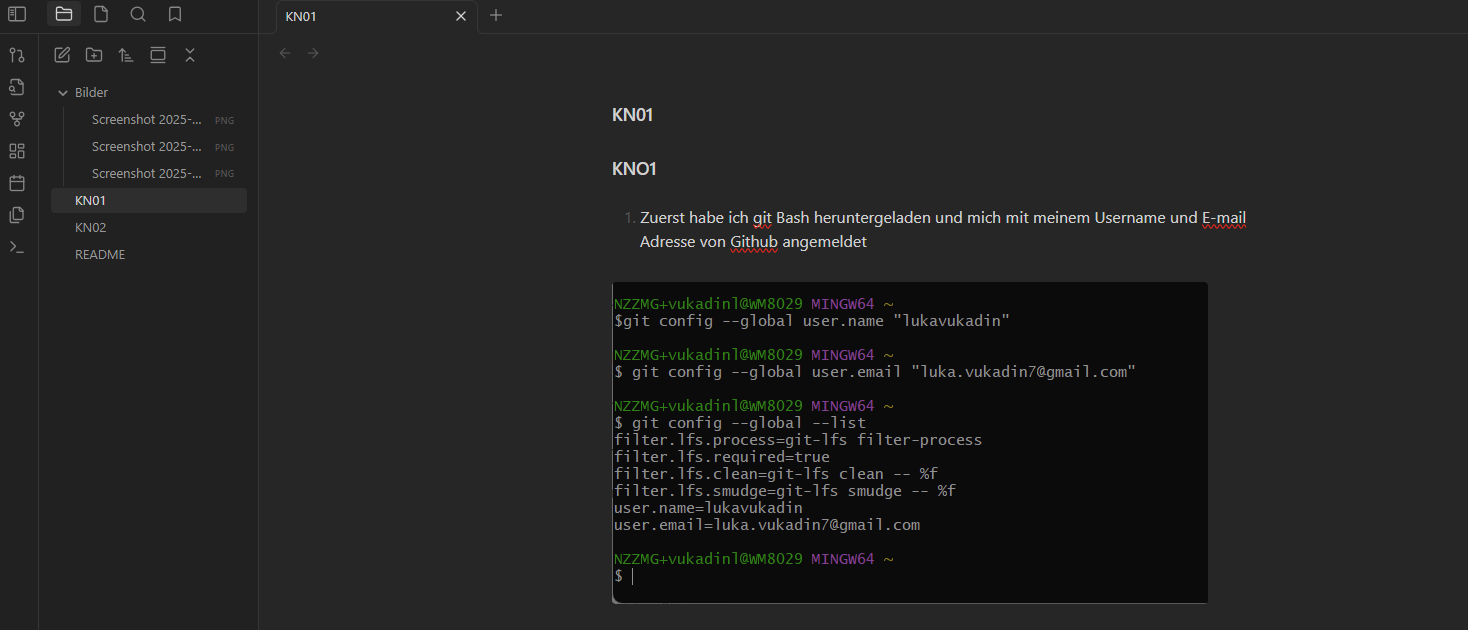 KN01
Bilder
Screenshot 2025-... PNG
Screenshot 2025-... PNG
Screenshot 2025-... PNG
KN01
KN02
README
KN01
KNO1
1. Zuerst habe ich git Bash heruntergeladen und mich mit meinem Username und E-mail
Adresse von Github angemeldet
NZZMG+vukadinl@WM8029 MINGW64 ~
$git config --global user.name "lukavukadin"
NZZMG+vukadinl@WM8029 MINGW64 ~
$ git config --global user.email "luka.vukadin7@gmail.com"
NZZMG+vukadinl@WM8029 MINGW64 ~
$ git config --global --list
filter.lfs.process=git-lfs filter-process
filter.lfs.required=true
filter.lfs.clean=git-lfs clean -- %f
filter.lfs.smudge=git-lfs smudge -- %f
user.name=lukavukadin
user.email=luka.vukadin7@gmail.com
NZZMG+vukadinl@WM8029 MINGW64 ~
$